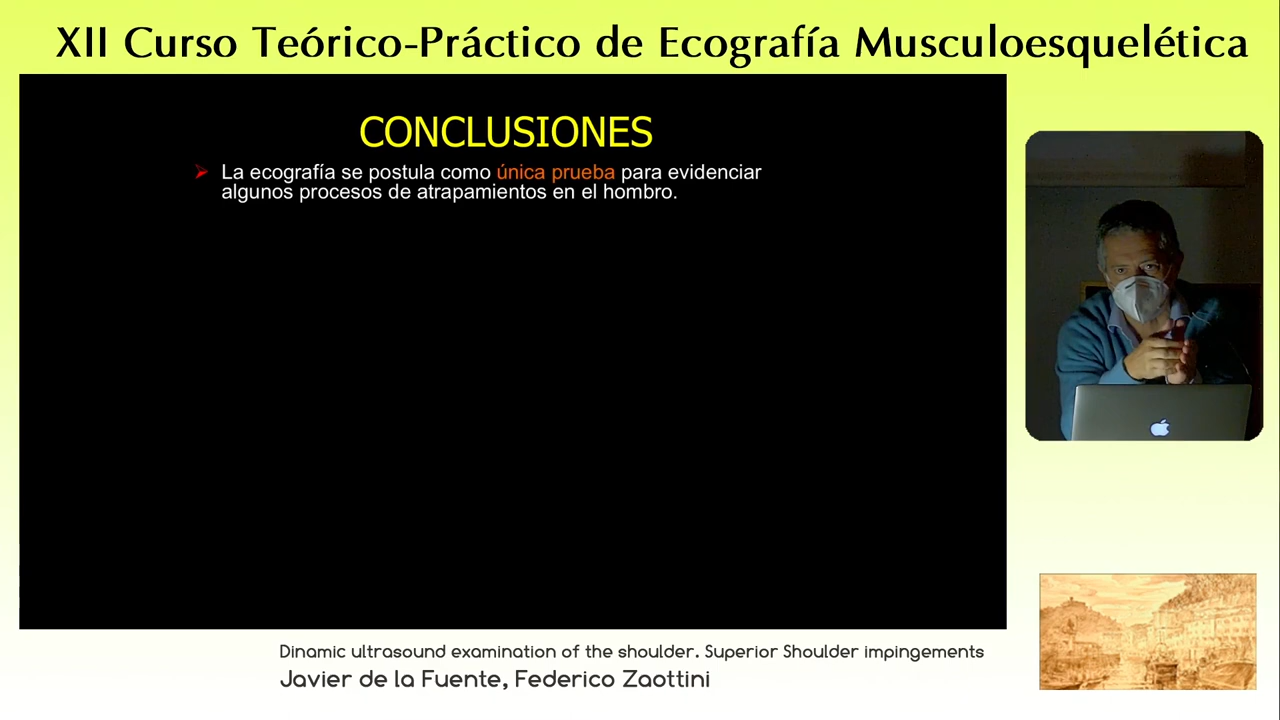 XII Curso Teórico-Práctico de Ecografía Musculoesquelética
CONCLUSIONES
La ecografía se postula como única prueba para evidenciar
algunos procesos de atrapamientos en el hombro.
Dinamic ultrasound examination of the shoulder. Superior Shoulder impingements
Javier de la Fuente, Federico Zaottini